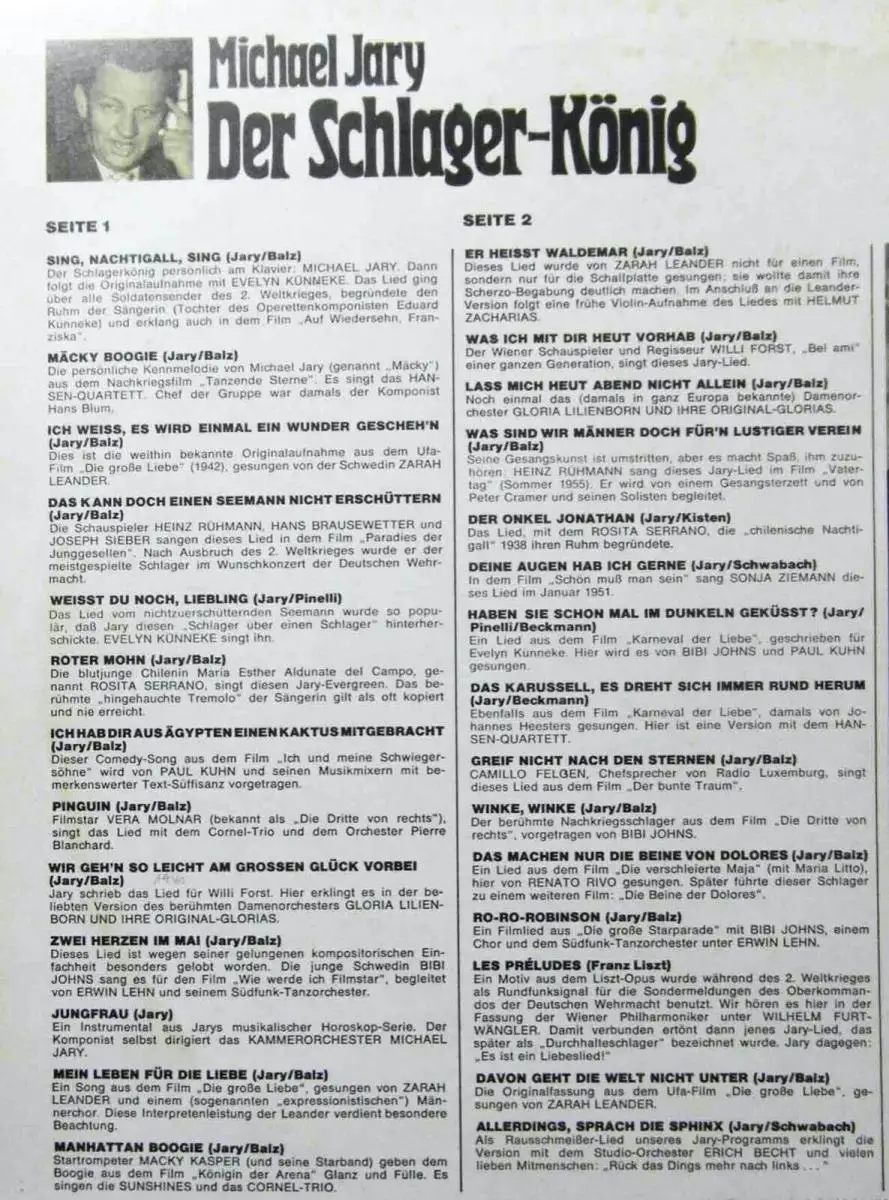 Michael Jary
Der Schlager-König
SEITE 1
SING, NACHTIGALL, SING (Jary/Balz)
Der Schlagerkönig persönlich am Klavier: MICHAEL JARY. Dann
folgt die Originalaufnahme mit EVELYN KÜNNEKE. Das Lied ging
über alle Soldatensender des 2. Weltkrieges, begründete den
Ruhm der Sängerin (Tochter des Operettenkomponisten Eduard
Künneke) und erklang auch in dem Film „Auf Wiedersehn, Fran-
ziska“.
MÄCKY BOOGIE (Jary/Balz)
Die persönliche Kennmelodie von Michael Jary (genannt „Mäcky“)
aus dem Nachkriegsfilm „Tanzende Sterne“. Es singt das HAN-
SEN-QUARTETT. Chef der Gruppe war damals der Komponist
Hans Blum.
ICH WEISS, ES WIRD EINMAL EIN WUNDER GESCHEH'N
(Jary/Balz)
Dies ist die weithin bekannte Originalaufnahme aus dem Ufa-
Film „Die große Liebe“ (1942), gesungen von der Schwedin ZARAH
LEANDER.
DAS KANN DOCH EINEN SEEMANN NICHT ERSCHÜTTERN
(Jary/Balz)
Die Schauspieler HEINZ RÜHMANN, HANS BRAUSEWETTER und
JOSEPH SIEBER sangen dieses Lied in dem Film „Paradies der
Junggesellen“. Nach Ausbruch des 2. Weltkrieges wurde er der
meistgespielte Schlager im Wunschkonzert der Deutschen Wehr-
macht.
WEISST DU NOCH, LIEBLING (Jary/Pinelli)
Das Lied vom nichtzuerschütternden Seemann wurde so popu-
lär, daß Jary diesen „Schlager über einen Schlager“ hinterher-
schickte. EVELYN KÜNNEKE singt ihn.
ROTER MOHN (Jary/Balz)
Die blutjunge Chilenin Maria Esther Aldunate del Campo, ge-
nannt ROSITA SERRANO, singt diesen Jary-Evergreen. Das be-
rühmte „hingehauchte Tremolo“ der Sängerin gilt als oft kopiert
und nie erreicht.
ICH HAB DIR AUS ÄGYPTEN EINEN KAKTUS MITGEBRACHT
(Jary/Balz)
Dieser Comedy-Song aus dem Film „Ich und meine Schwieger-
söhne“ wird von PAUL KUHN und seinen Musikmixern mit be-
merkenswerter Text-Süffisanz vorgetragen.
PINGUIN (Jary/Balz)
Filmstar VERA MOLNAR (bekannt als „Die Dritte von rechts“),
singt das Lied mit dem Cornel-Trio und dem Orchester Pierre
Blanchard.
WIR GEH'N SO LEICHT AM GROSSEN GLÜCK VORBEI
(Jary/Balz)
Jary schrieb das Lied für Willi Forst. Hier erklingt es in der be-
liebten Version des berühmten Damenorchesters GLORIA LILIEN-
BORN UND IHRE ORIGINAL-GLORIAS.
ZWEI HERZEN IM MAI (Jary/Balz)
Dieses Lied ist wegen seiner gelungenen kompositorischen Ein-
fachheit besonders gelobt worden. Die junge Schwedin BIBI
JOHNS sang es für den Film „Wie werde ich Filmstar“, begleitet
von ERWIN LEHN und seinem Südfunk-Tanzorchester.
JUNGFRAU (Jary)
Ein Instrumental aus Jarys musikalischer Horoskop-Serie. Der
Komponist selbst dirigiert das KAMMERORCHESTER MICHAEL
JARY.
MEIN LEBEN FÜR DIE LIEBE (Jary/Balz)
Ein Song aus dem Film „Die große Liebe“, gesungen von ZARAH
LEANDER und einem (sogenannten „expressionistischen“) Män-
nerchor. Diese Interpretenleistung der Leander verdient besondere
Beachtung.
MANHATTAN BOOGIE (Jary/Balz)
Startrompeter MACKY KASPER (und seine Starband) geben dem
Boogie aus dem Film „Königin der Arena“ Glanz und Fülle. Es
singen die SUNSHINES und das CORNEL-TRIO.
SEITE 2
ER HEISST WALDEMAR (Jary/Balz)
Dieses Lied wurde von ZARAH LEANDER nicht für einen Film,
sondern nur für die Schallplatte gesungen; sie wollte damit ihre
Scherzo-Begabung deutlich machen. Im Anschluß an die Leander-
Version folgt eine frühe Violin-Aufnahme des Liedes mit HELMUT
ZACHARIAS.
WAS ICH MIT DIR HEUT VORHAB (Jary/Balz)
Der Wiener Schauspieler und Regisseur WILLI FORST, „Bel ami“
einer ganzen Generation, singt dieses Jary-Lied.
LASS MICH HEUT ABEND NICHT ALLEIN (Jary/Balz)
Noch einmal das (damals in ganz Europa bekannte) Damenor-
chester GLORIA LILIENBORN UND IHRE ORIGINAL-GLORIAS.
WAS SIND WIR MÄNNER DOCH FÜR'N LUSTIGER VEREIN
(Jary/Balz)
Seine Gesangskunst ist umstritten, aber es macht Spaß, ihm zuzu-
hören: HEINZ RÜHMANN sang dieses Jary-Lied im Film „Vater-
tag“ (Sommer 1955). Er wird von einem Gesangsterzett und von
Peter Cramer und seinen Solisten begleitet.
DER ONKEL JONATHAN (Jary/Kisten)
Das Lied, mit dem ROSITA SERRANO, die „chilenische Nachti-
gall“ 1938 ihren Ruhm begründete.
DEINE AUGEN HAB ICH GERNE (Jary/Schwabach)
In dem Film „Schön muß man sein“ sang SONJA ZIEMANN die-
ses Lied im Januar 1951.
HABEN SIE SCHON MAL IM DUNKELN GEKÜSST? (Jary/
Pinelli/Beckmann)
Ein Lied aus dem Film „Karneval der Liebe“, geschrieben für
Evelyn Künneke. Hier wird es von BIBI JOHNS und PAUL KUHN
gesungen.
DAS KARUSSELL, ES DREHT SICH IMMER RUND HERUM
(Jary/Beckmann)
Ebenfalls aus dem Film „Karneval der Liebe“, damals von Jo-
hannes Heesters gesungen. Hier ist eine Version mit dem HAN-
SEN-QUARTETT.
GREIF NICHT NACH DEN STERNEN (Jary/Balz)
CAMILLO FELGEN, Chefsprecher von Radio Luxemburg, singt
dieses Lied aus dem Film „Der bunte Traum“.
WINKE, WINKE (Jary/Balz)
Der berühmte Nachkriegsschlager aus dem Film „Die Dritte von
rechts“, vorgetragen von BIBI JOHNS.
DAS MACHEN NUR DIE BEINE VON DOLORES (Jary/Balz)
Ein Lied aus dem Film „Die verschleierte Maja“ (mit Maria Litto),
hier von RENATO RIVO gesungen. Später führte dieser Schlager
zu einem weiteren Film: „Die Beine der Dolores“.
RO-RO-ROBINSON (Jary/Balz)
Ein Filmlied aus „Die große Starparade“ mit BIBI JOHNS, einem
Chor und dem Südfunk-Tanzorchester unter ERWIN LEHN.
LES PRÉLUDES (Franz Liszt)
Ein Motiv aus dem Liszt-Opus wurde während des 2. Weltkrieges
als Rundfunksignal für die Sondermeldungen des Oberkomman-
dos der Deutschen Wehrmacht benutzt. Wir hören es hier in der
Fassung der Wiener Philharmoniker unter WILHELM FURT-
WÄNGLER. Damit verbunden ertönt dann jenes Jary-Lied, das
später als „Durchhalteschlager“ bezeichnet wurde. Jary dagegen:
„Es ist ein Liebeslied!“
DAVON GEHT DIE WELT NICHT UNTER (Jary/Balz)
Die Originalfassung aus dem Ufa-Film „Die große Liebe“, ge-
sungen von ZARAH LEANDER.
ALLERDINGS, SPRACH DIE SPHINX (Jary/Schwabach)
Als Rausschmeißer-Lied unseres Jary-Programms erklingt die
Version mit dem Studio-Orchester ERICH BECHT und vielen
lieben Mitmenschen: „Rück das Dings mehr nach links . . .“